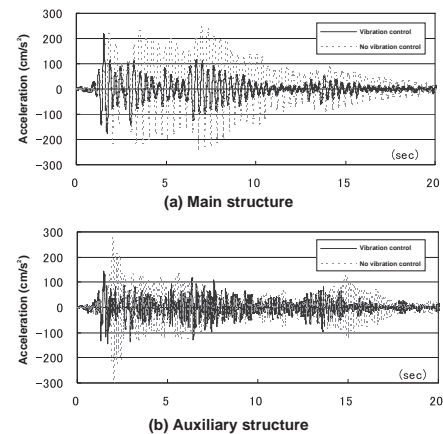 300
200
100
0
-100
-200
-300
Acceleration (cm/s²)
Vibration control
No vibration control
(sec)
0 5 10 15 20
(a) Main structure
300
200
100
0
-100
-200
-300
Acceleration (cm/s²)
Vibration control
No vibration control
(sec)
0 5 10 15 20
(b) Auxiliary structure